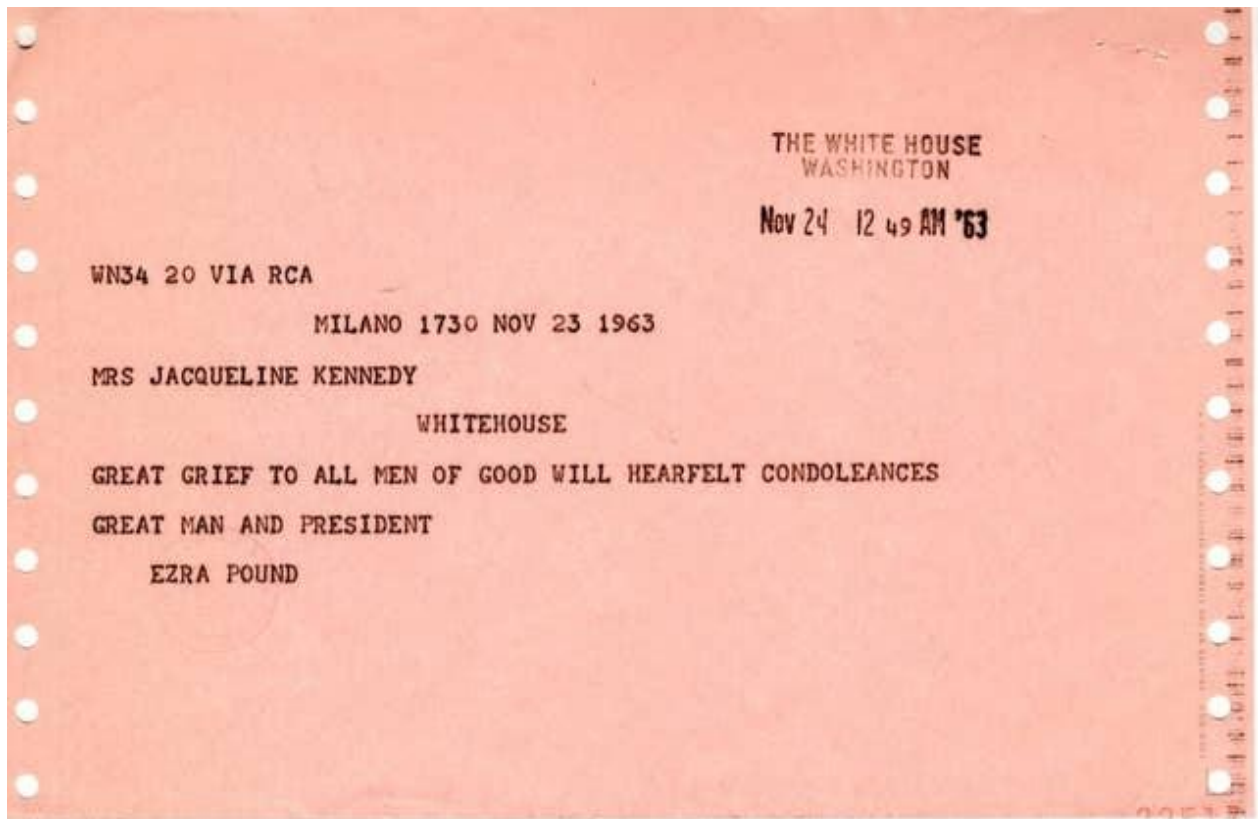 THE WHITE HOUSE
WASHINGTON
Nov 24 12 49 AM '63
WN34 20 VIA RCA
MILANO 1730 NOV 23 1963
MRS JACQUELINE KENNEDY
WHITEHOUSE
GREAT GRIEF TO ALL MEN OF GOOD WILL HEARFELT CONDOLEANCES
GREAT MAN AND PRESIDENT
EZRA POUND